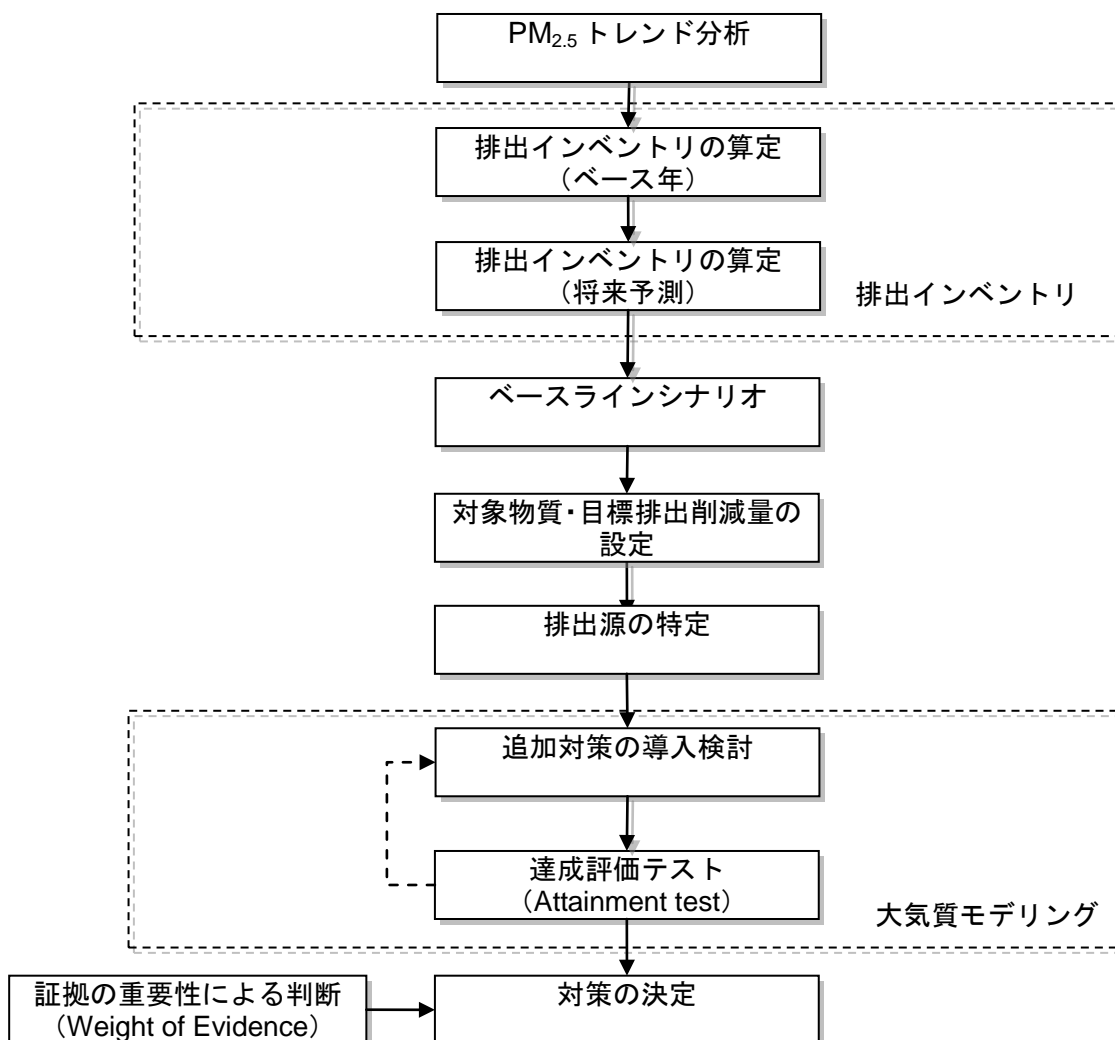 PM2.5 トレンド分析
排出インベントリの算定
（ベース年）
排出インベントリの算定
（将来予測）
排出インベントリ
ベースラインシナリオ
対象物質・目標排出削減量の
設定
排出源の特定
追加対策の導入検討
達成評価テスト
（Attainment test）
大気質モデリング
証拠の重要性による判断
（Weight of Evidence）
対策の決定